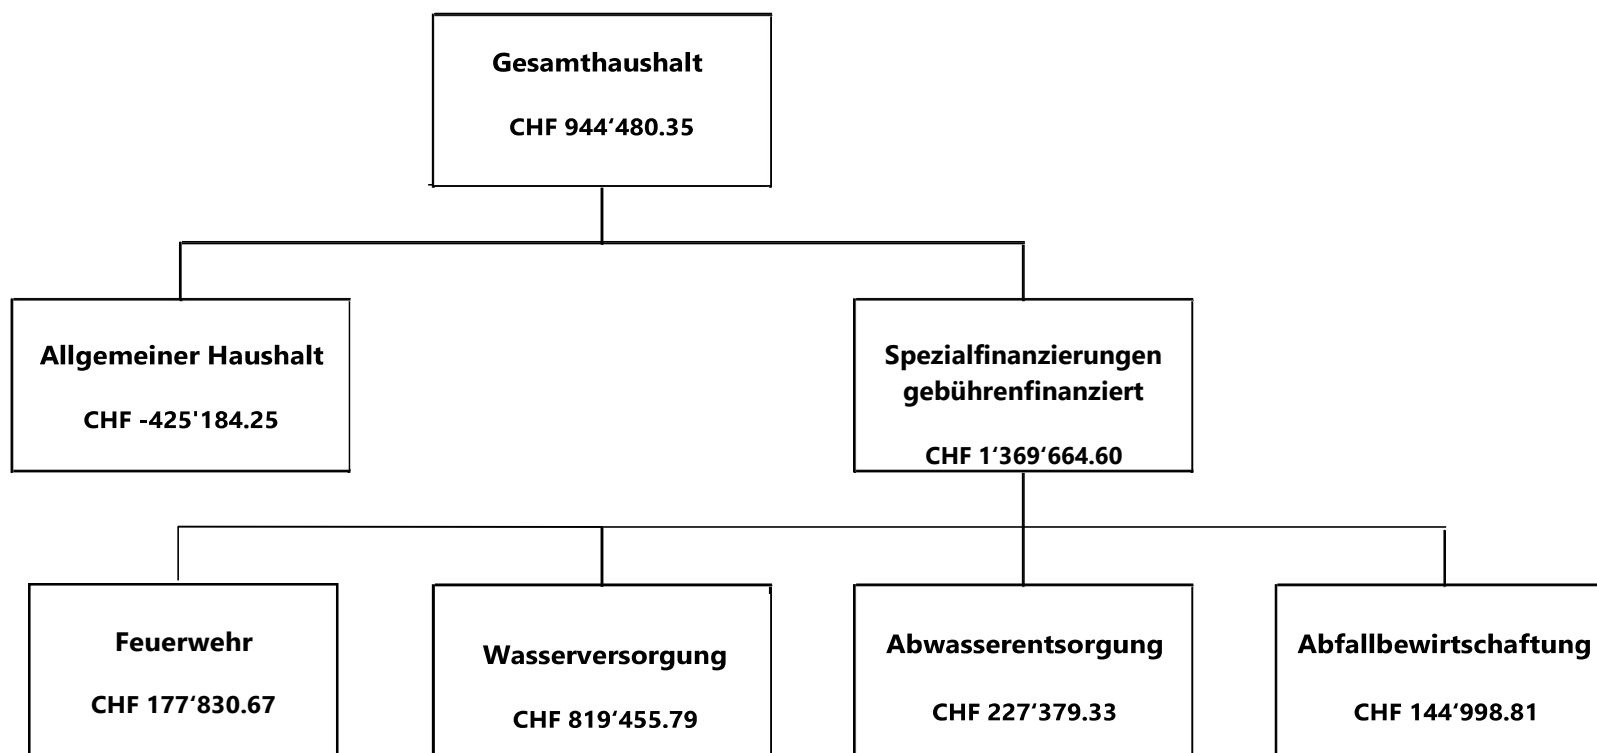 Gesamthaushalt
CHF 944‘480.35
Allgemeiner Haushalt
CHF -425'184.25
Spezialfinanzierungen
gebührenfinanziert
CHF 1‘369‘664.60
Feuerwehr
CHF 177‘830.67
Wasserversorgung
CHF 819‘455.79
Abwasserentsorgung
CHF 227‘379.33
Abfallbewirtschaftung
CHF 144‘998.81